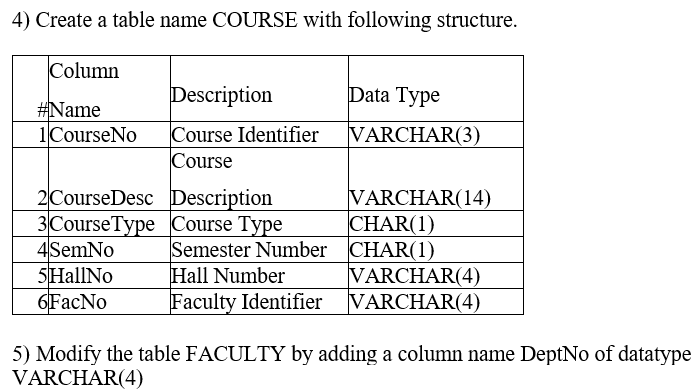 4) Create a table name COURSE with following structure.
Column
#Name Description Data Type
1 CourseNo Course Identifier VARCHAR(3)
Course
2 CourseDesc Description VARCHAR(14)
3 CourseType Course Type CHAR(1)
4 SemNo Semester Number CHAR(1)
5 HallNo Hall Number VARCHAR(4)
6 FacNo Faculty Identifier VARCHAR(4)
5) Modify the table FACULTY by adding a column name DeptNo of datatype
VARCHAR(4)